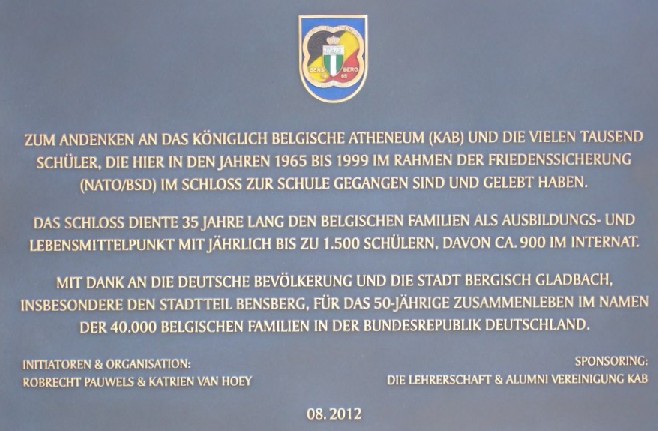 BENS BERG
ZUM ANDENKEN AN DAS KÖNIGLICH BELGISCHE ATHENEUM (KAB) UND DIE VIELEN TAUSEND
SCHÜLER, DIE HIER IN DEN JAHREN 1965 BIS 1999 IM RAHMEN DER FRIEDENSSICHERUNG
(NATO/BSD) IM SCHLOSS ZUR SCHULE GEGANGEN SIND UND GELEBT HABEN.
DAS SCHLOSS DIENTE 35 JAHRE LANG DEN BELGISCHEN FAMILIEN ALS AUSBILDUNGS- UND
LEBENSMITTELPUNKT MIT JÄHRLICH BIS ZU 1.500 SCHÜLERN, DAVON CA. 900 IM INTERNAT.
MIT DANK AN DIE DEUTSCHE BEVÖLKERUNG UND DIE STADT BERGISCH GLADBACH,
INSBESONDERE DEN STADTTEIL BENSBERG, FÜR DAS 50-JÄHRIGE ZUSAMMENLEBEN IM NAMEN
DER 40.000 BELGISCHEN FAMILIEN IN DER BUNDESREPUBLIK DEUTSCHLAND.
INITIATOREN & ORGANISATION:
ROBRECHT PAUWELS & KATRIEN VAN HOEY
SPONSORING:
DIE LEHRERSCHAFT & ALUMNI VEREINIGUNG KAB
08.2012